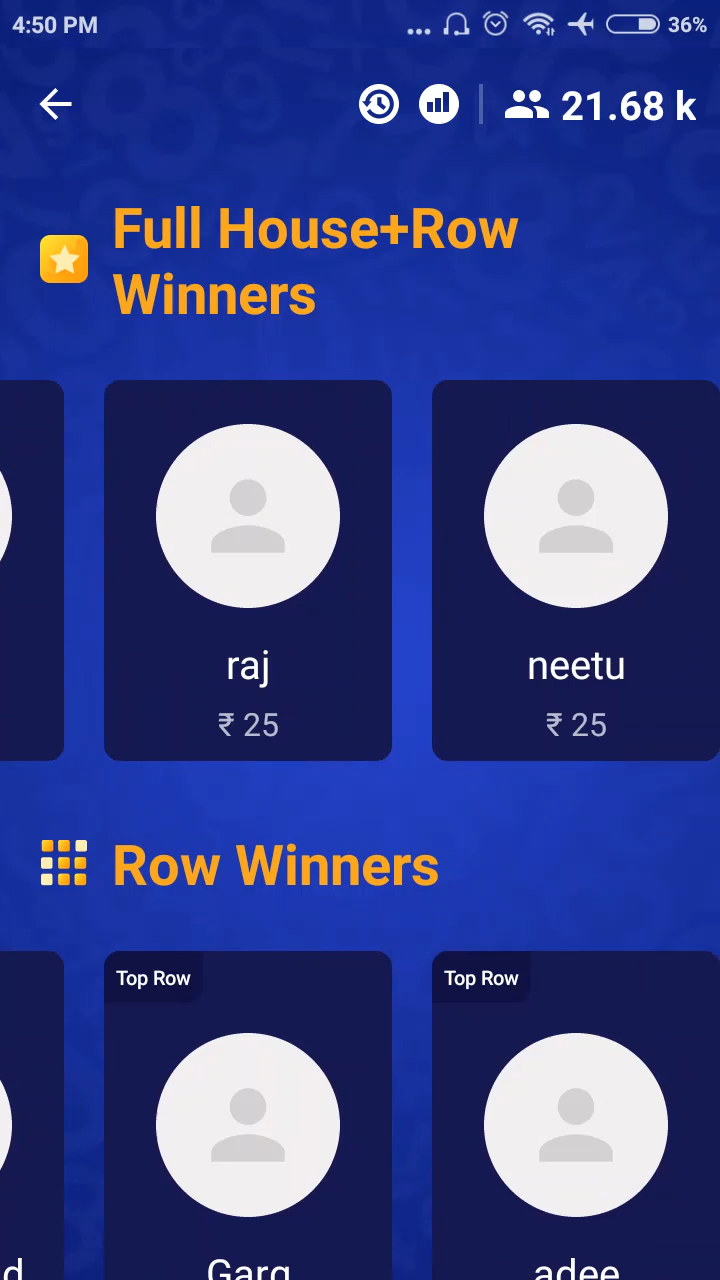 4:50 PM
36%
21.68 k
Full House+Row
Winners
raj
neetu
₹ 25
₹ 25
Row Winners
Top Row
Top Row
d
Garg
adee